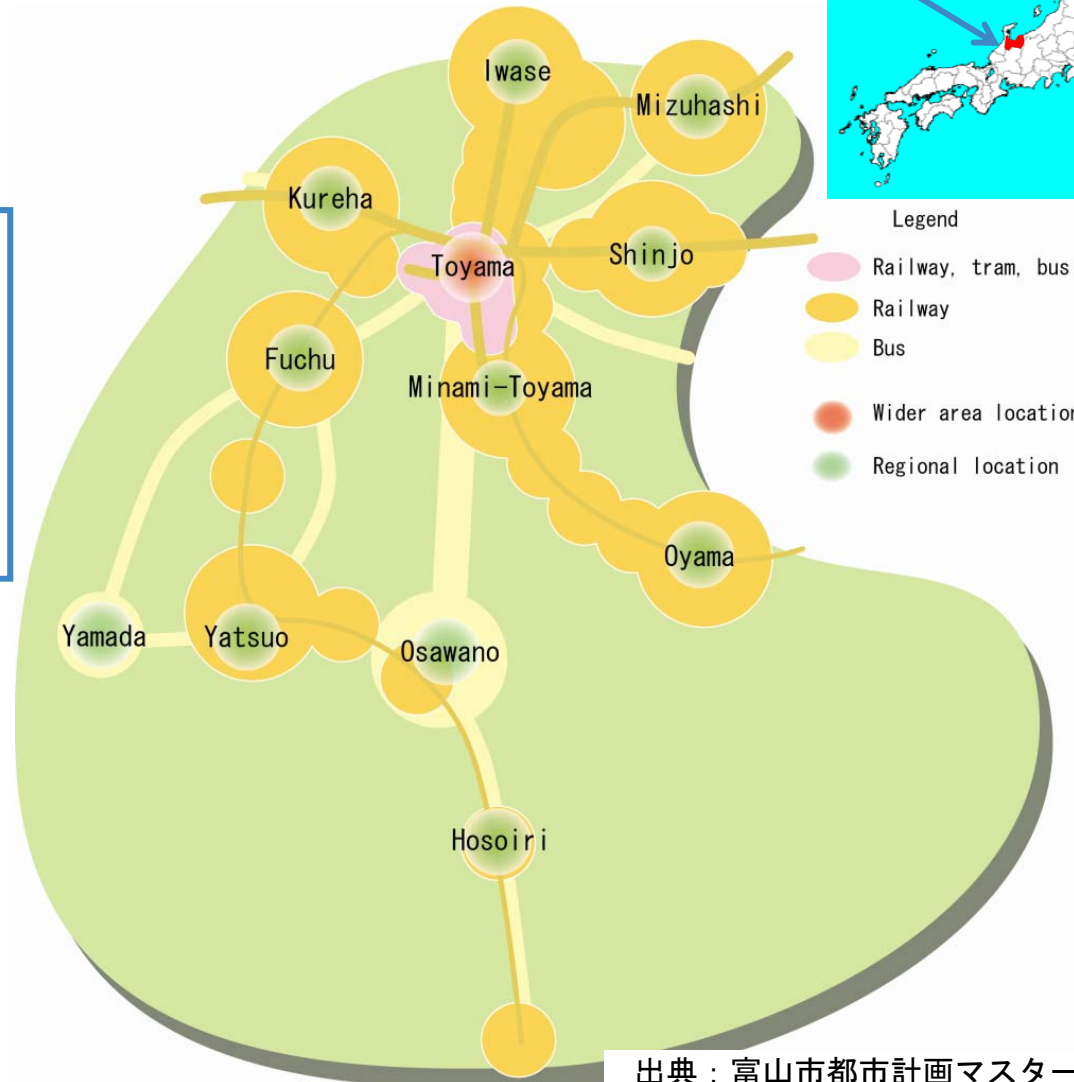 Iwase
Mizuhashi
Kureha
Toyama
Shinjo
Fuchu
Minami-Toyama
Oyama
Yamada
Yatsuo
Osawano
Hosoiri
Legend
Railway, tram, bus
Railway
Bus
Wider area location
Regional location
出典：富山市都市計画マスター